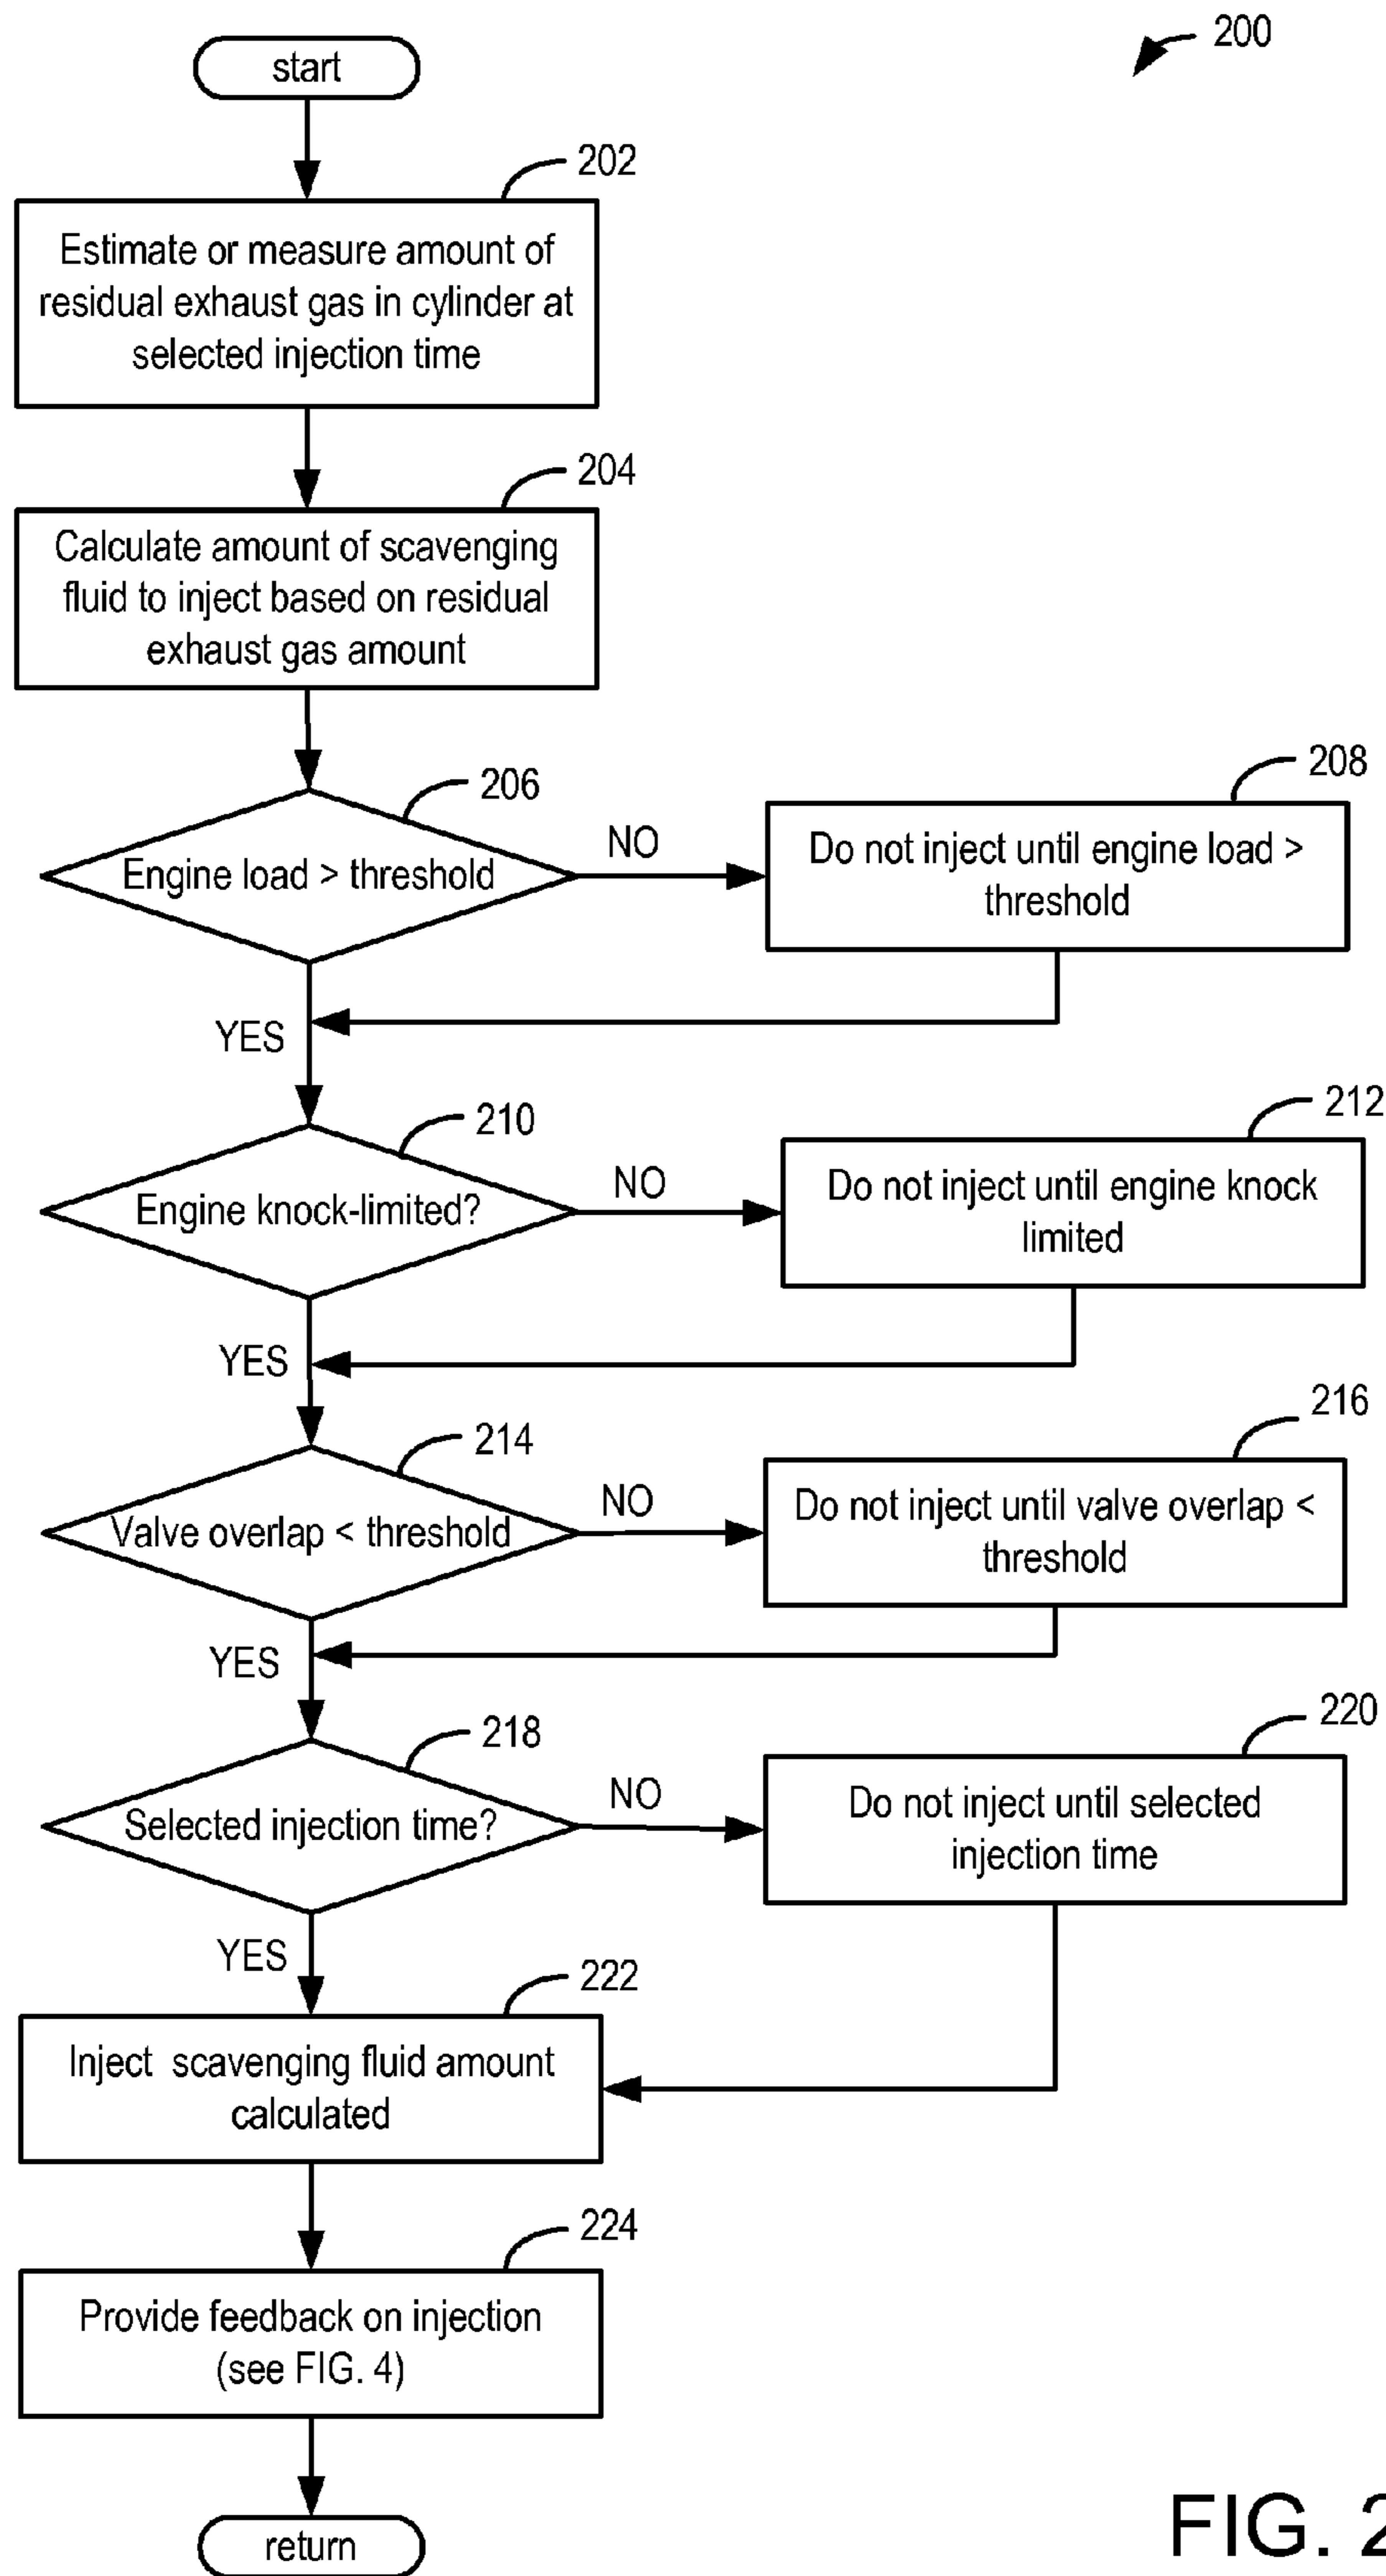 200
start
202
Estimate or measure amount of
residual exhaust gas in cylinder at
selected injection time
204
Calculate amount of scavenging
fluid to inject based on residual
exhaust gas amount
206
Engine load > threshold
NO
208
Do not inject until engine load >
threshold
YES
210
Engine knock-limited?
NO
212
Do not inject until engine knock
limited
YES
214
Valve overlap < threshold
NO
216
Do not inject until valve overlap <
threshold
YES
218
Selected injection time?
NO
220
Do not inject until selected
injection time
YES
222
Inject scavenging fluid amount
calculated
224
Provide feedback on injection
(see FIG. 4)
return
FIG. 2